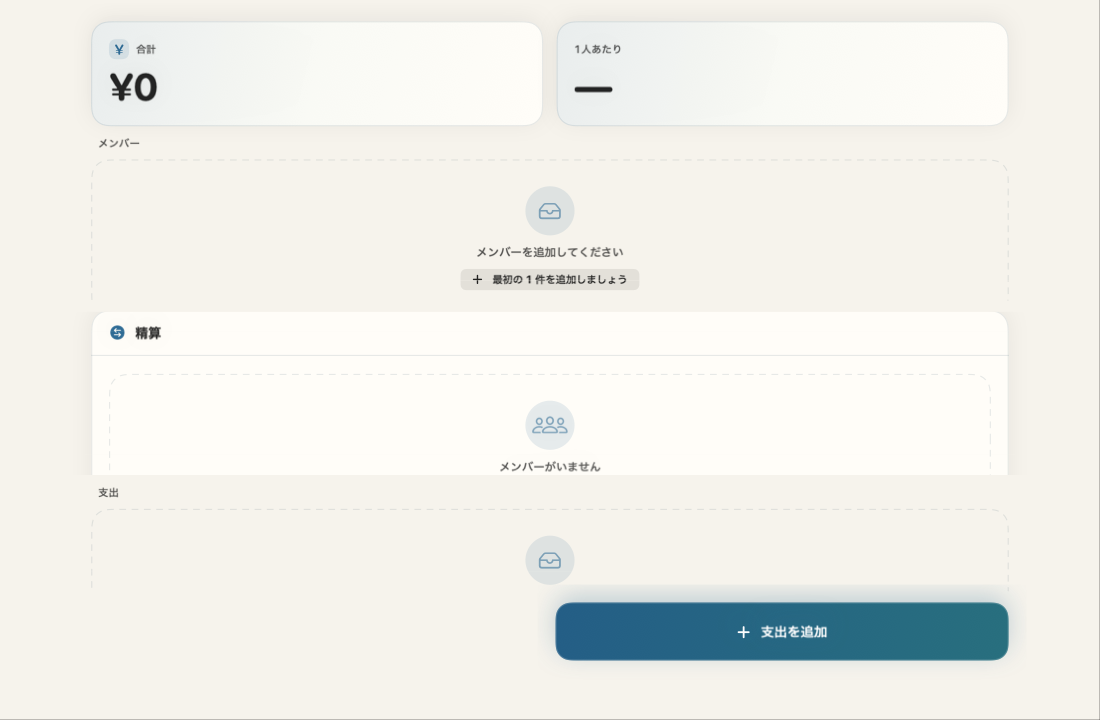 ¥ 合計
¥0
1人あたり
—
メンバー
メンバーを追加してください
+ 最初の 1 件を追加しましょう
精算
メンバーがいません
支出
+ 支出を追加